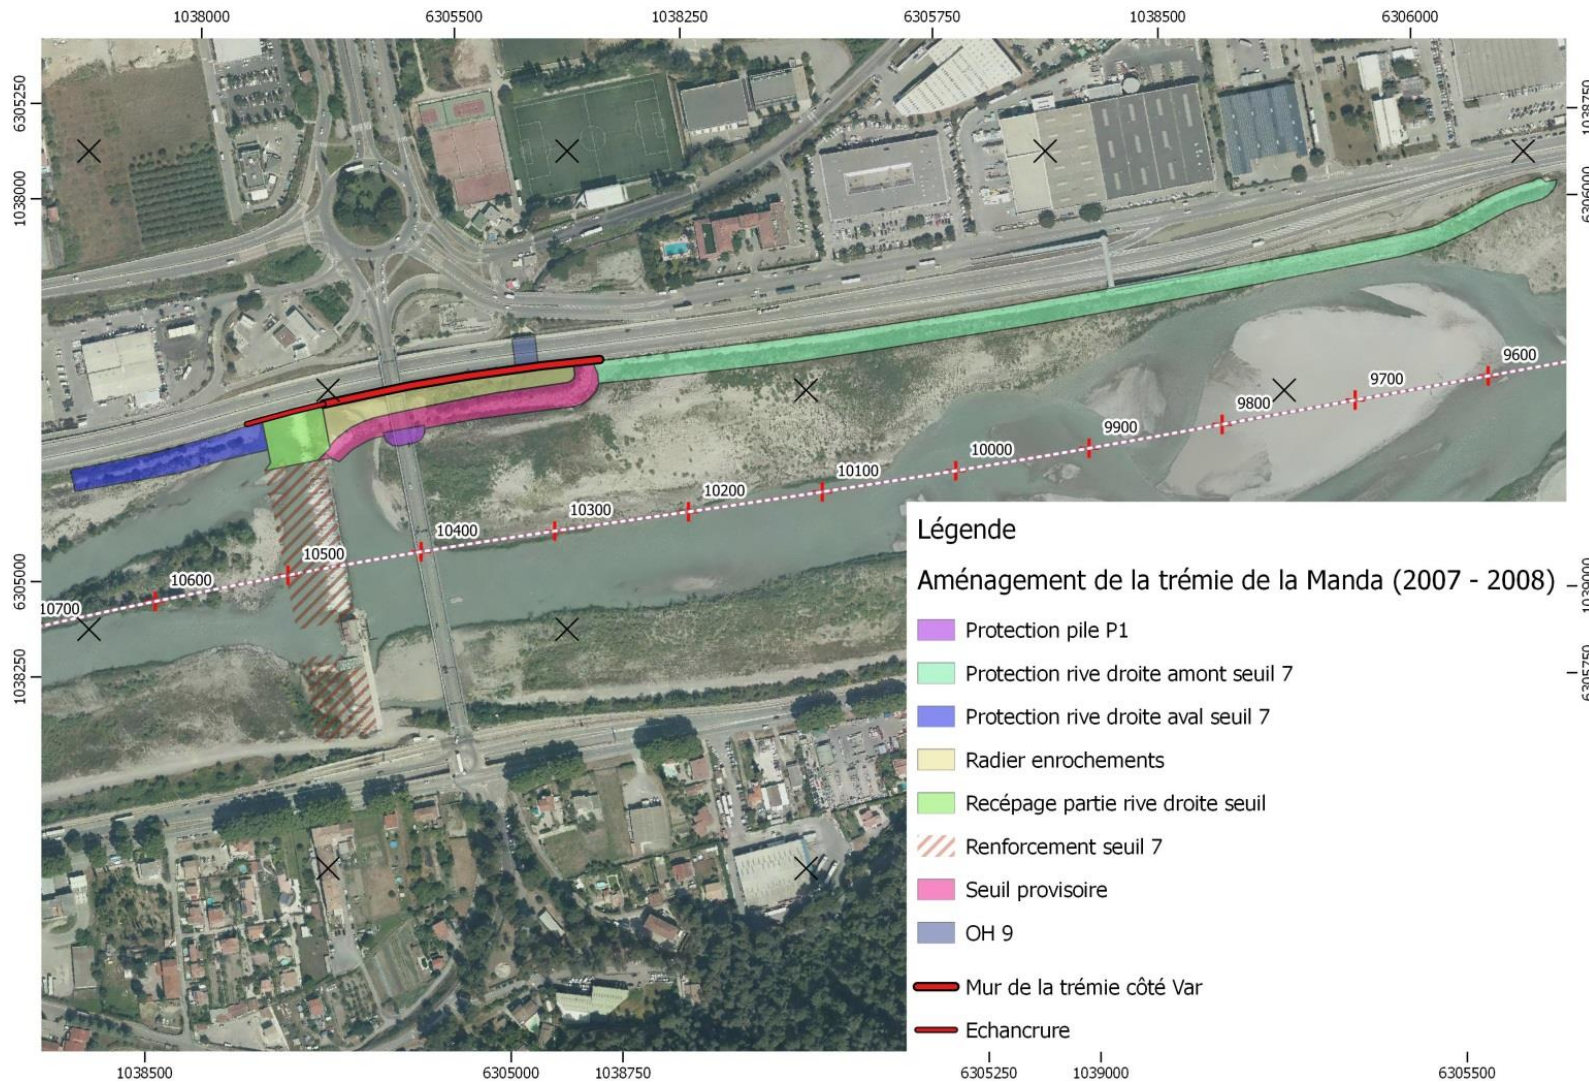 1038000
6305500
1038250
6305750
1038500
6306000
6305250
1038000
6305000
1038250
1038750
6306000
1039000
6305750
9600
9700
9800
9900
10000
10100
10200
10300
10400
10500
10600
10700
Légende
Aménagement de la trémie de la Manda (2007 - 2008)
Protection pile P1
Protection rive droite amont seuil 7
Protection rive droite aval seuil 7
Radier enrochements
Recépage partie rive droite seuil
Renforcement seuil 7
Seuil provisoire
OH 9
Mur de la trémie côté Var
Echancrure
1038500
6305000
1038750
6305250
1039000
6305500